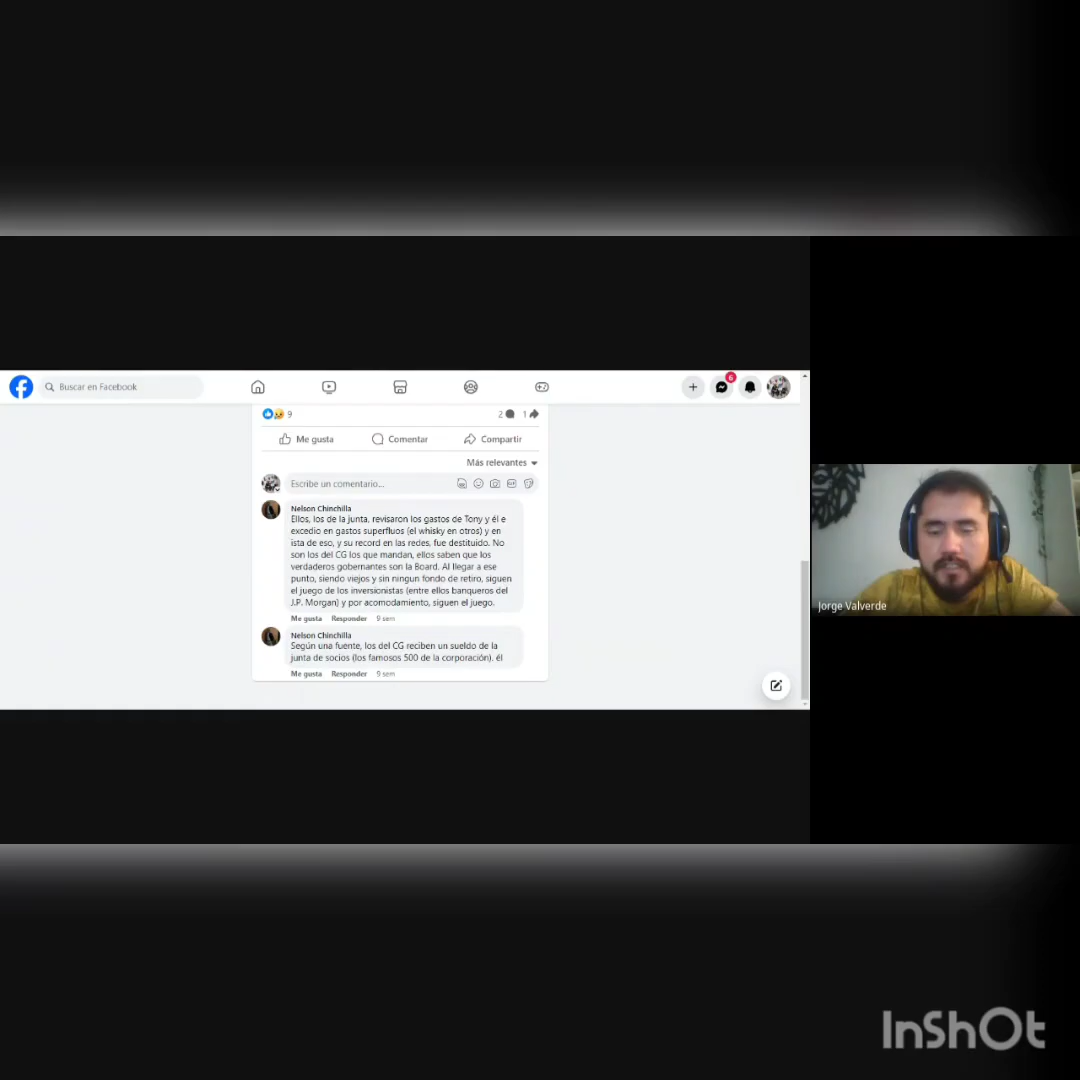 Buscar en Facebook
6
9
2
1
Me gusta
Comentar
Compartir
Más relevantes
Escribe un comentario...
Nelson Chinchilla
Ellos, los de la junta, revisaron los gastos de Tony y él e
excedio en gastos superfluos (el whisky en otros) y en
ista de eso, y su record en las redes, fue destituido. No
son los del CG los que mandan, ellos saben que los
verdaderos gobernantes son la Board. Al llegar a ese
punto, siendo viejos y sin ningun fondo de retiro, siguen
el juego de los inversionistas (entre ellos banqueros del
J.P. Morgan) y por acomodamiento, siguen el juego.
Me gusta Responder 9 sem
Nelson Chinchilla
Según una fuente, los del CG reciben un sueldo de la
junta de socios (los famosos 500 de la corporación). él
Me gusta Responder 9 sem
Jorge Valverde
InShOt